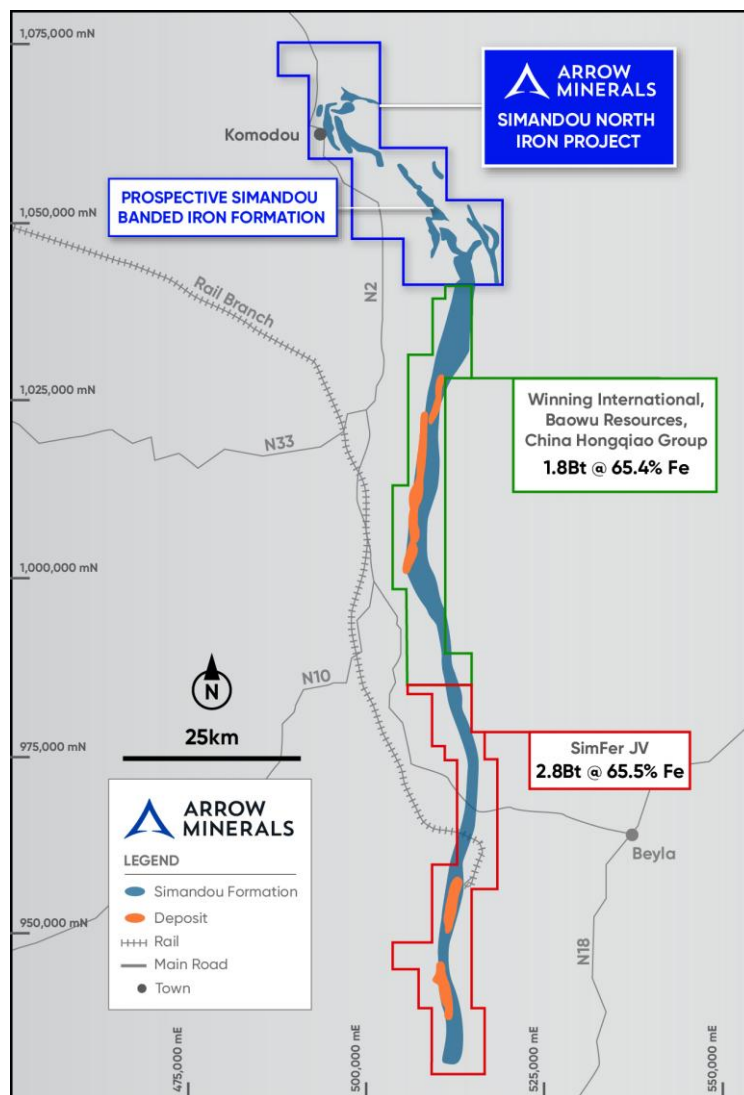 1,075,000 mN
ARROW
MINERALS
SIMANDOU NORTH
IRON PROJECT
Komodou
PROSPECTIVE SIMANDOU
BANDED IRON FORMATION
1,050,000 mN
Rail Branch
N2
1,025,000 mN
Winning International,
Baowu Resources,
China Hongqiao Group
1.8Bt @ 65.4% Fe
N33
1,000,000 mN
N
N10
25km
975,000 mN
SimFer JV
2.8Bt @ 65.5% Fe
ARROW
MINERALS
Beyla
LEGEND
Simandou Formation
Deposit
Rail
Main Road
Town
950,000 mN
N18
475,000 mE
500,000 mE
525,000 mE
550,000 mE